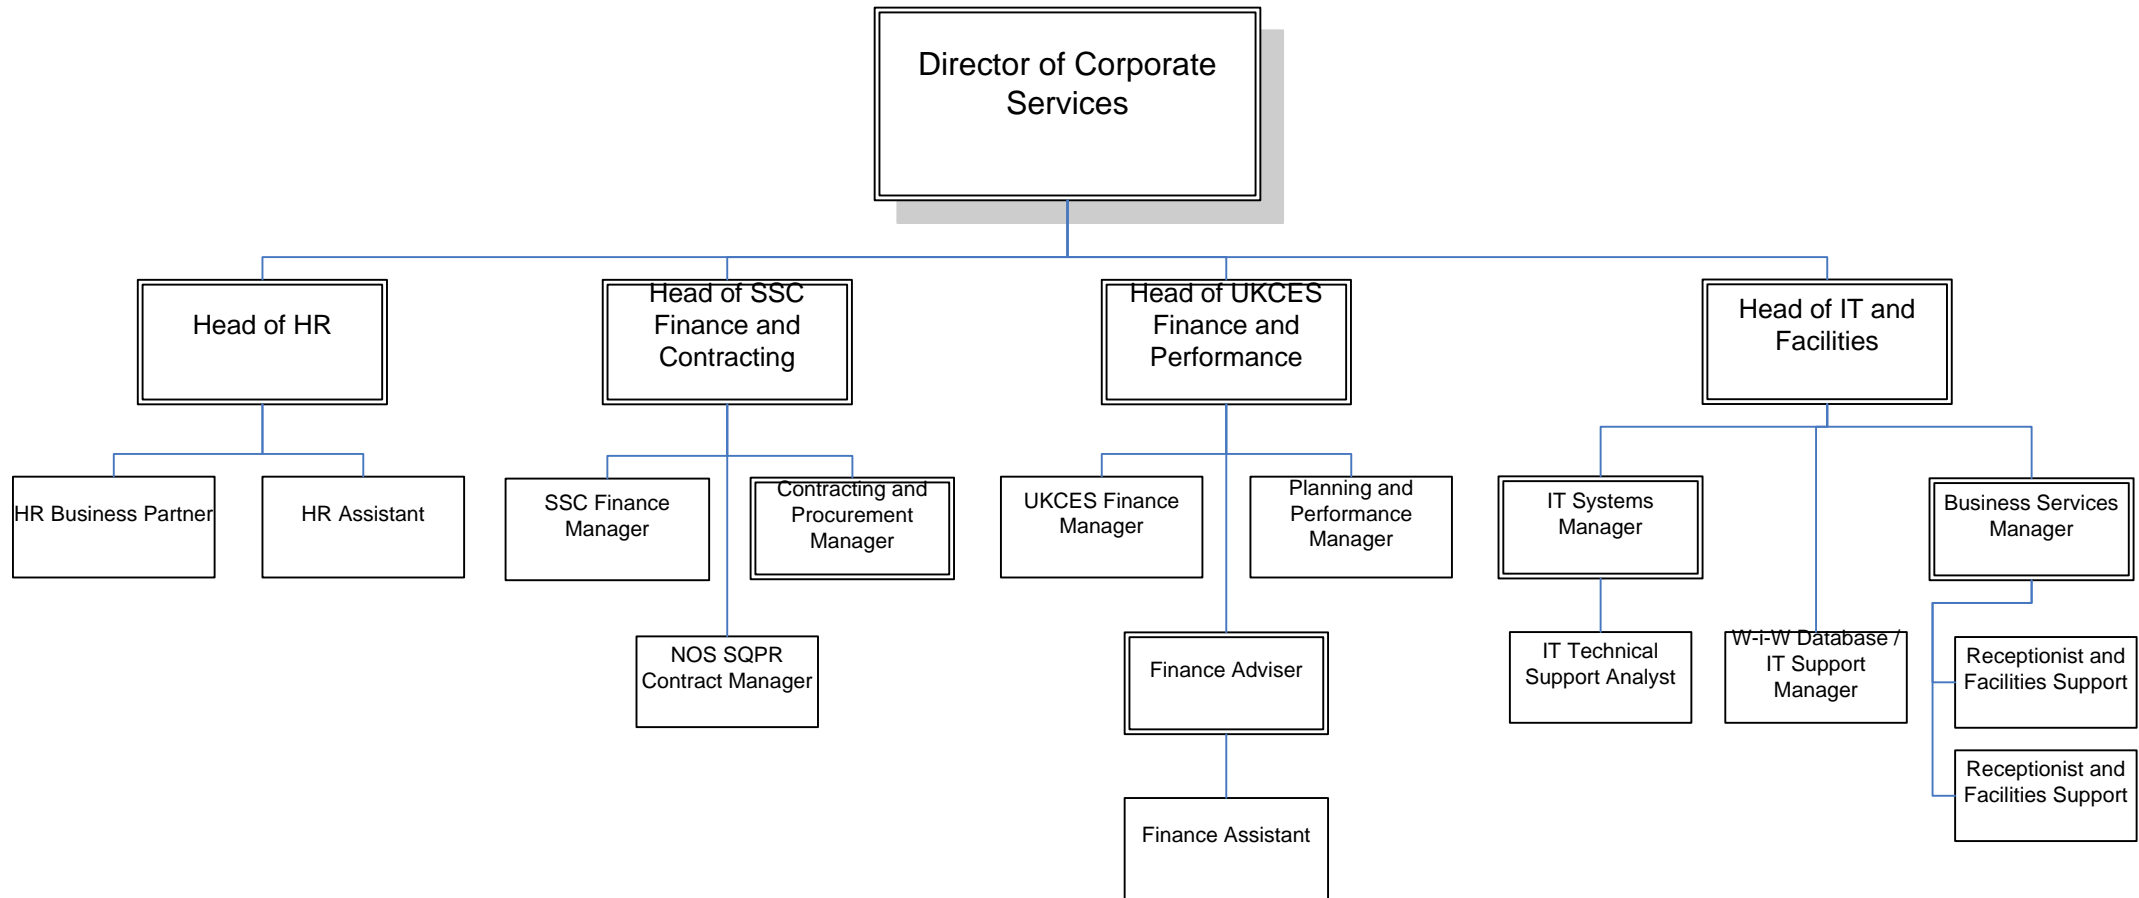 Director of Corporate
Services
Head of HR
Head of SSC
Finance and
Contracting
Head of UKCES
Finance and
Performance
Head of IT and
Facilities
HR Business Partner
HR Assistant
SSC Finance
Manager
Contracting and
Procurement
Manager
UKCES Finance
Manager
Planning and
Performance
Manager
IT Systems
Manager
Business Services
Manager
NOS SQPR
Contract Manager
Finance Adviser
IT Technical
Support Analyst
W-i-W Database /
IT Support
Manager
Receptionist and
Facilities Support
Receptionist and
Facilities Support
Finance Assistant